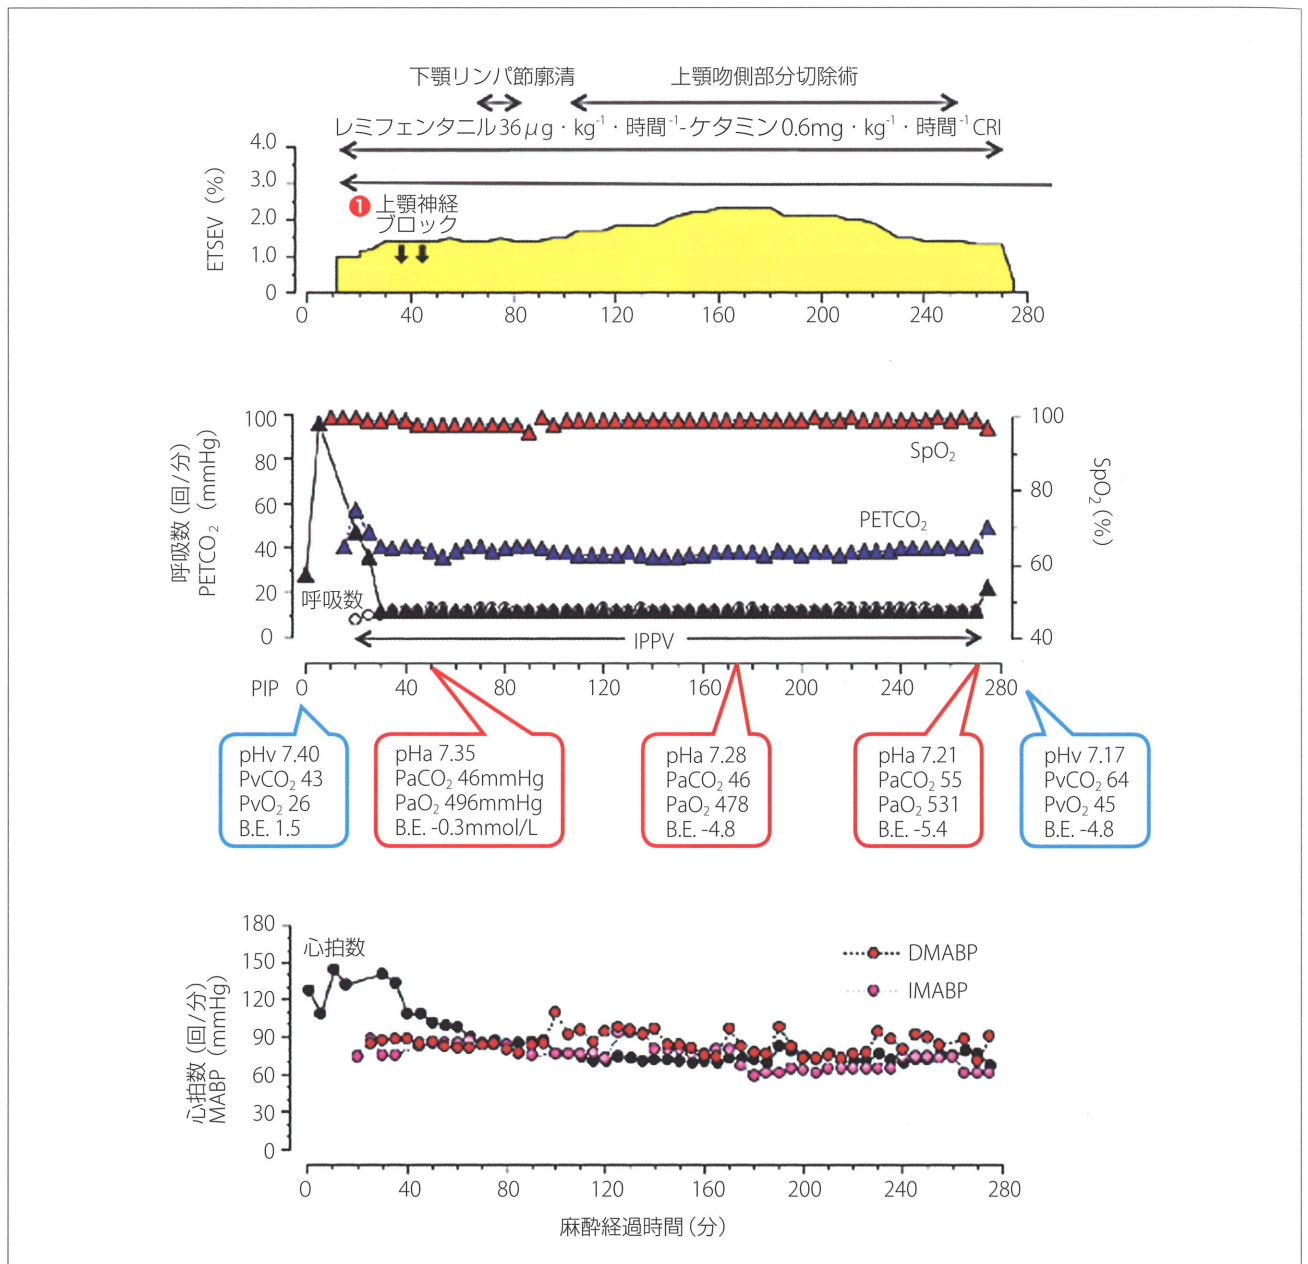 下顎リンパ節廓清
上顎吻側部分切除術
レミフェンタニル36μg・kg⁻¹・時間⁻¹-ケタミン0.6mg・kg⁻¹・時間⁻¹CRI
4.0
3.0
2.0
1.0
0
ETSEV (%)
❶ 上顎神経
ブロック
0 40 80 120 160 200 240 280
呼吸数(回/分)
PETCO₂ (mmHg)
100
80
60
40
20
0
SpO₂
PETCO₂
呼吸数
IPPV
100
80
60
40
SpO₂(%)
PIP 0 40 80 120 160 200 240 280
pHv 7.40
PvCO₂ 43
PvO₂ 26
B.E. 1.5
pHa 7.35
PaCO₂ 46mmHg
PaO₂ 496mmHg
B.E. -0.3mmol/L
pHa 7.28
PaCO₂ 46
PaO₂ 478
B.E. -4.8
pHa 7.21
PaCO₂ 55
PaO₂ 531
B.E. -5.4
pHv 7.17
PvCO₂ 64
PvO₂ 45
B.E. -4.8
心拍数(回/分)
MABP (mmHg)
180
150
120
90
60
30
0
心拍数
DMABP
IMABP
0 40 80 120 160 200 240 280
麻酔経過時間(分)